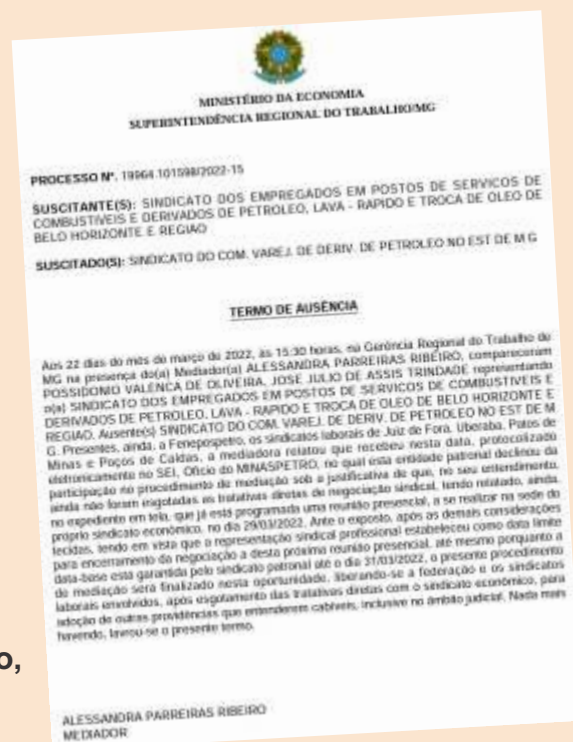 MINISTÉRIO DA ECONOMIA
SUPERINTENDÊNCIA REGIONAL DO TRABALHO/MG
PROCESSO Nº. 19964.101598/2022-15
SUSCITANTE(S): SINDICATO DOS EMPREGADOS EM POSTOS DE SERVICOS DE
COMBUSTIVEIS E DERIVADOS DE PETROLEO, LAVA - RAPIDO E TROCA DE OLEO DE
BELO HORIZONTE E REGIAO
SUSCITADO(S): SINDICATO DO COM. VAREJ. DE DERIV. DE PETROLEO NO EST DE M G
TERMO DE AUSÊNCIA
Aos 22 dias do mês de março de 2022, às 15:30 horas, na Gerência Regional do Trabalho de
MG na presença do(a) Mediador(a) ALESSANDRA PARREIRAS RIBEIRO, compareceram
POSSIDOMIO VALENCA DE OLIVEIRA, JOSE JULIO DE ASSIS TRINDADE representando
o(a) SINDICATO DOS EMPREGADOS EM POSTOS DE SERVICOS DE COMBUSTIVEIS E
DERIVADOS DE PETROLEO, LAVA - RAPIDO E TROCA DE OLEO DE BELO HORIZONTE E
REGIAO. Ausente(s) SINDICATO DO COM. VAREJ. DE DERIV. DE PETROLEO NO EST DE M
G. Presentes, ainda, a Fenepospetro, os sindicatos laborais de Juiz de Fora, Uberaba, Patos de
Minas e Poços de Caldas, a mediadora relatou que recebeu nesta data, protocolizado
eletronicamente no SEI, Ofício do MINASPETRO, no qual esta entidade patronal declinou da
participação no procedimento de mediação sob a justificativa de que, no seu entendimento,
ainda não foram esgotadas as tratativas diretas de negociação sindical, tendo relatado, ainda,
no expediente em tela, que já está programada uma reunião presencial, a se realizar na sede do
próprio sindicato econômico, no dia 29/03/2022. Ante o exposto, após as demais considerações
tecidas, tendo em vista que a representação sindical profissional estabeleceu como data limite
para encerramento da negociação a desta próxima reunião presencial, até mesmo porquanto a
data-base está garantida pelo sindicato patronal até o dia 31/03/2022, o presente procedimento
de mediação será finalizado nesta oportunidade, liberando-se a federação e os sindicatos
laborais envolvidos, após esgotamento das tratativas diretas com o sindicato econômico, para
adoção de outras providências que entenderem cabíveis, inclusive no âmbito judicial. Nada mais
havendo, lavrou-se o presente termo.
o,
ALESSANDRA PARREIRAS RIBEIRO
MEDIADOR